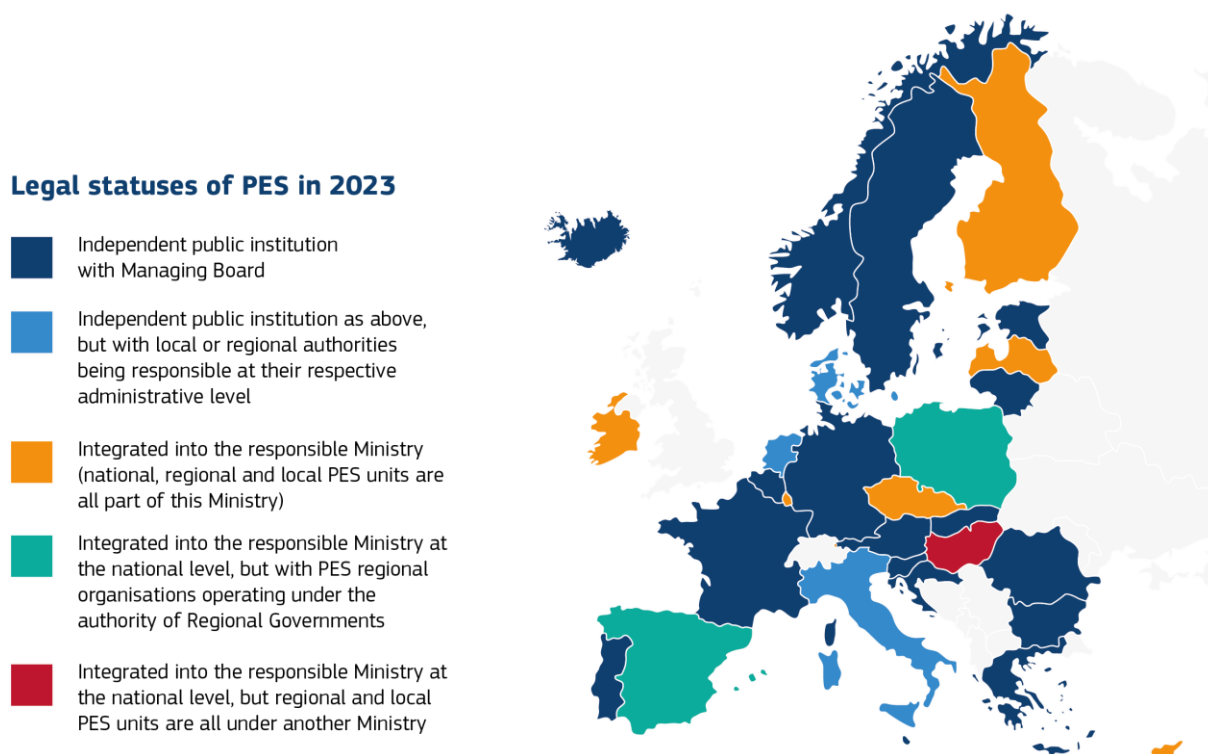 Legal statuses of PES in 2023
Independent public institution
with Managing Board
Independent public institution as above,
but with local or regional authorities
being responsible at their respective
administrative level
Integrated into the responsible Ministry
(national, regional and local PES units are
all part of this Ministry)
Integrated into the responsible Ministry at
the national level, but with PES regional
organisations operating under the
authority of Regional Governments
Integrated into the responsible Ministry at
the national level, but regional and local
PES units are all under another Ministry